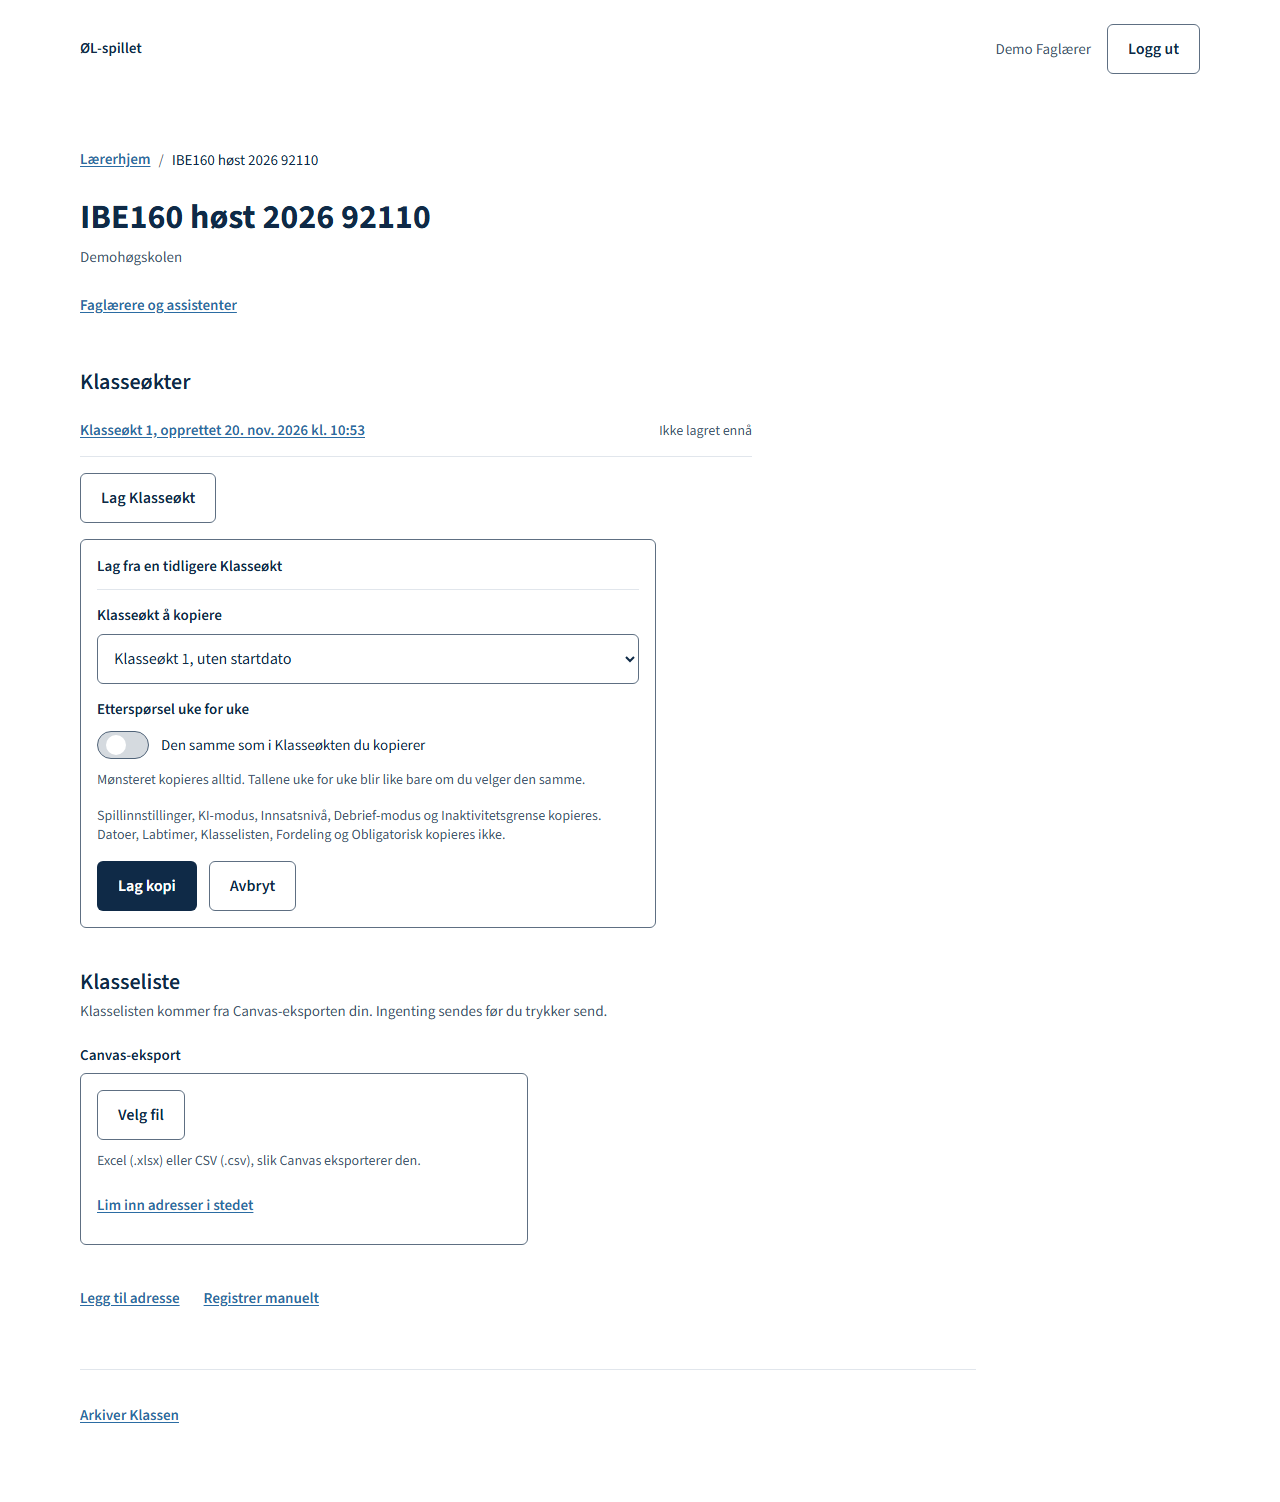 ØL-spillet
Demo Faglærer
Logg ut
Lærerhjem / IBE160 høst 2026 92110
IBE160 høst 2026 92110
Demohøgskolen
Faglærere og assistenter
Klasseøkter
Klasseøkt 1, opprettet 20. nov. 2026 kl. 10:53
Ikke lagret ennå
Lag Klasseøkt
Lag fra en tidligere Klasseøkt
Klasseøkt å kopiere
Klasseøkt 1, uten startdato
Etterspørsel uke for uke
Den samme som i Klasseøkten du kopierer
Mønsteret kopieres alltid. Tallene uke for uke blir like bare om du velger den samme.
Spillinnstillinger, KI-modus, Innsatsnivå, Debrief-modus og Inaktivitetsgrense kopieres.
Datoer, Labtimer, Klasselisten, Fordeling og Obligatorisk kopieres ikke.
Lag kopi
Avbryt
Klasseliste
Klasselisten kommer fra Canvas-eksporten din. Ingenting sendes før du trykker send.
Canvas-eksport
Velg fil
Excel (.xlsx) eller CSV (.csv), slik Canvas eksporterer den.
Lim inn adresser i stedet
Legg til adresse
Registrer manuelt
Arkiver Klassen